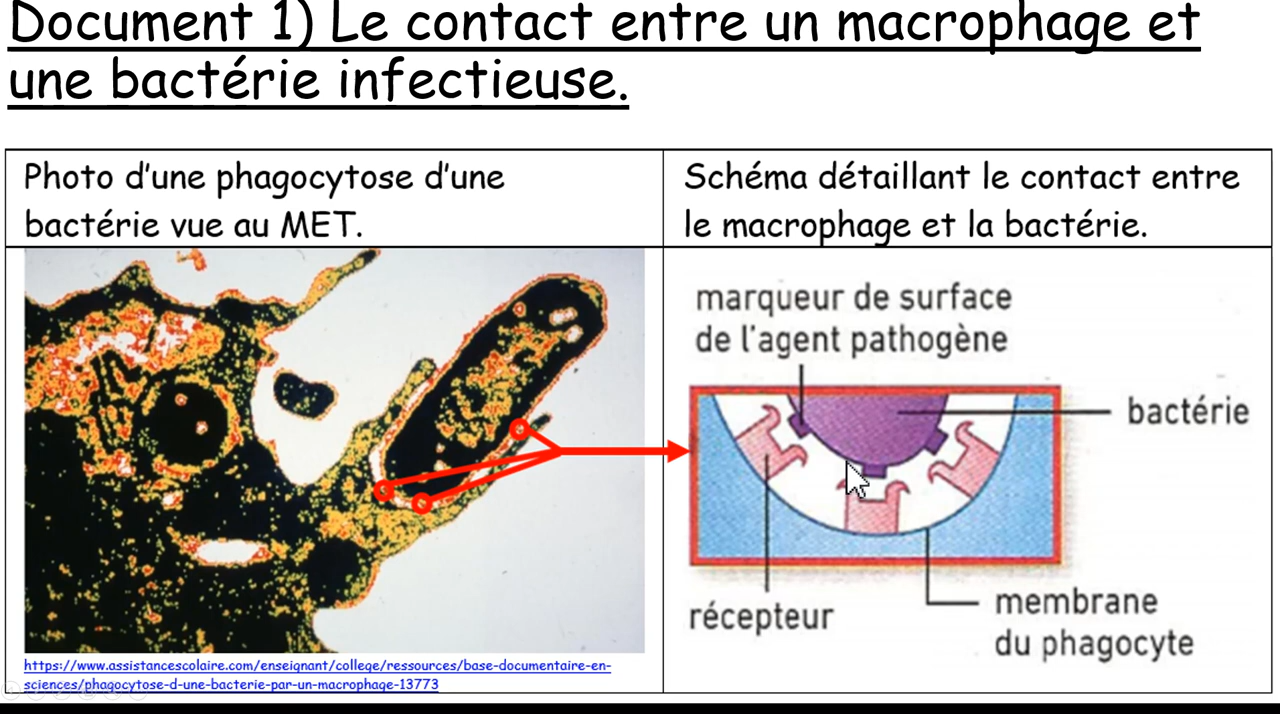 Document 1) Le contact entre un macrophage et
une bactérie infectieuse.
Photo d'une phagocytose d'une
bactérie vue au MET.
Schéma détaillant le contact entre
le macrophage et la bactérie.
marqueur de surface
de l'agent pathogène
bactérie
récepteur
membrane
du phagocyte
https://www.assistancescolaire.com/enseignant/college/ressources/base-documentaire-en-
sciences/phagocytose-d-une-bacterie-par-un-macrophage-13773